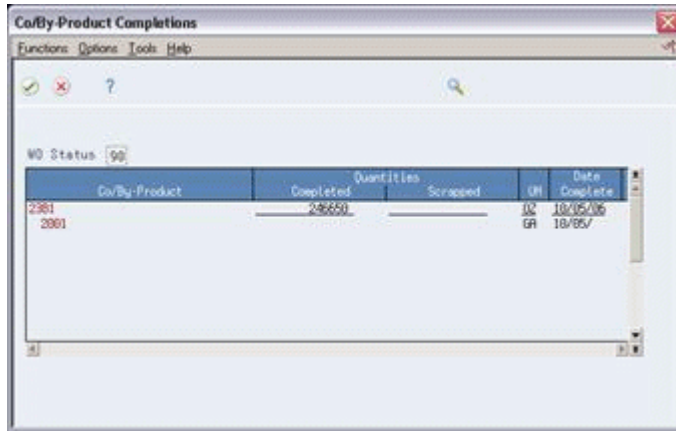 Co/By-Product Completions
Functions Options Tools Help
?
WO Status 90
Quantities Date
Co/By-Product Completed Scrapped UM Complete
2381 246650 OZ 10/05/06
2001 GA 10/05/